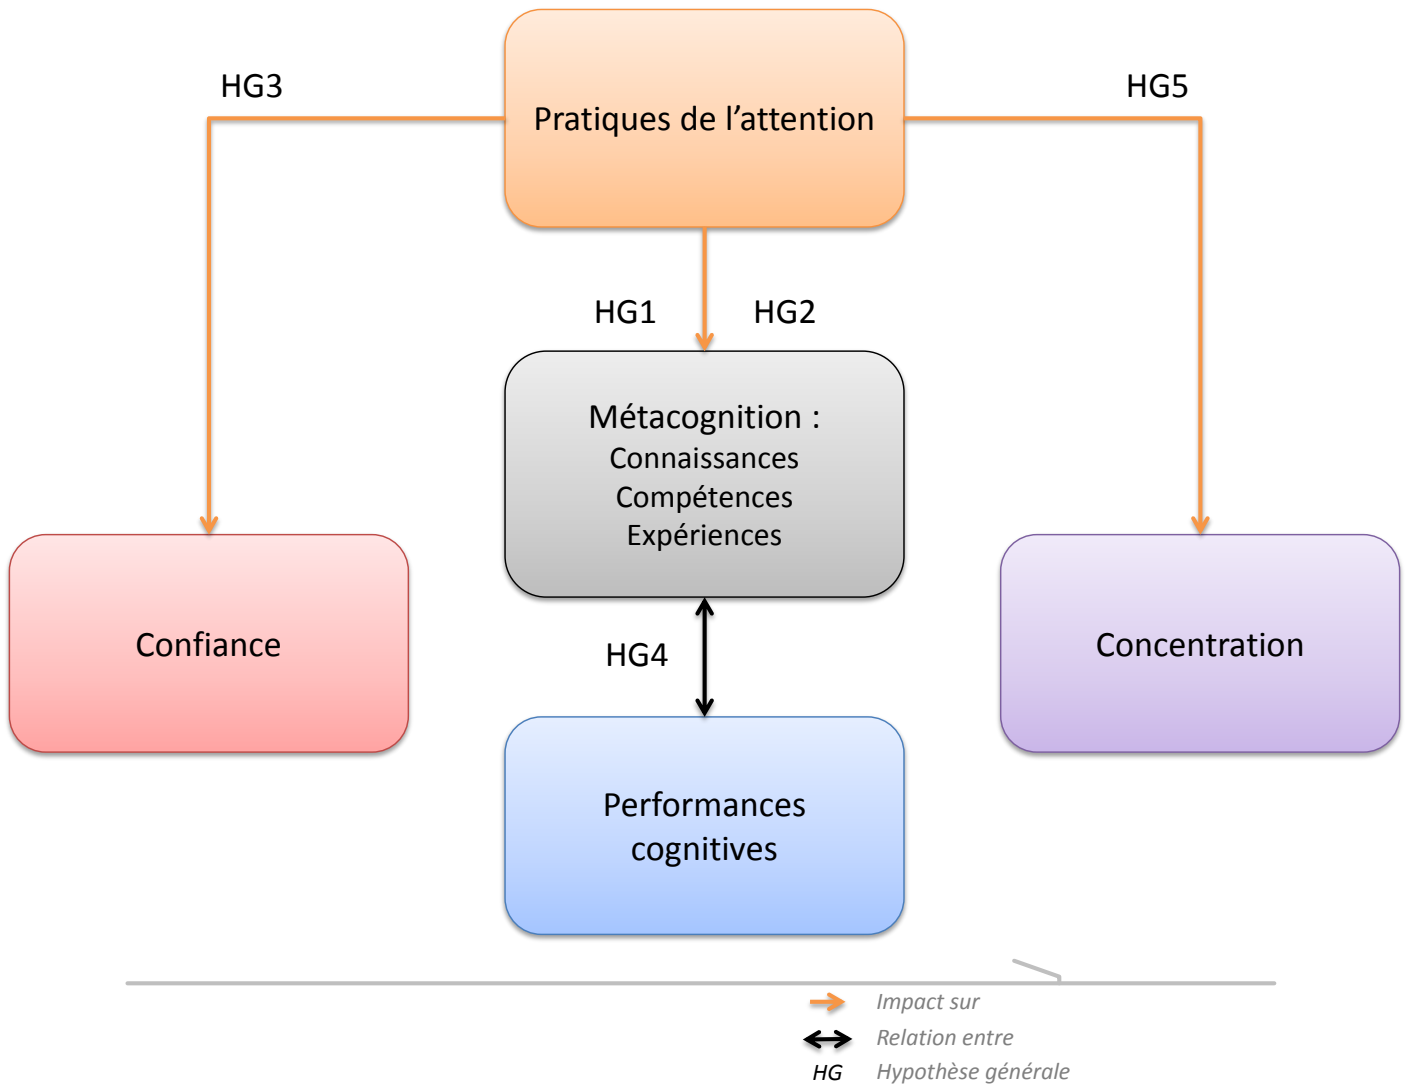 Pratiques de l’attention
HG3
HG5
HG1
HG2
Métacognition :
Connaissances
Compétences
Expériences
Confiance
Concentration
HG4
Performances
cognitives
Impact sur
Relation entre
HG Hypothèse générale